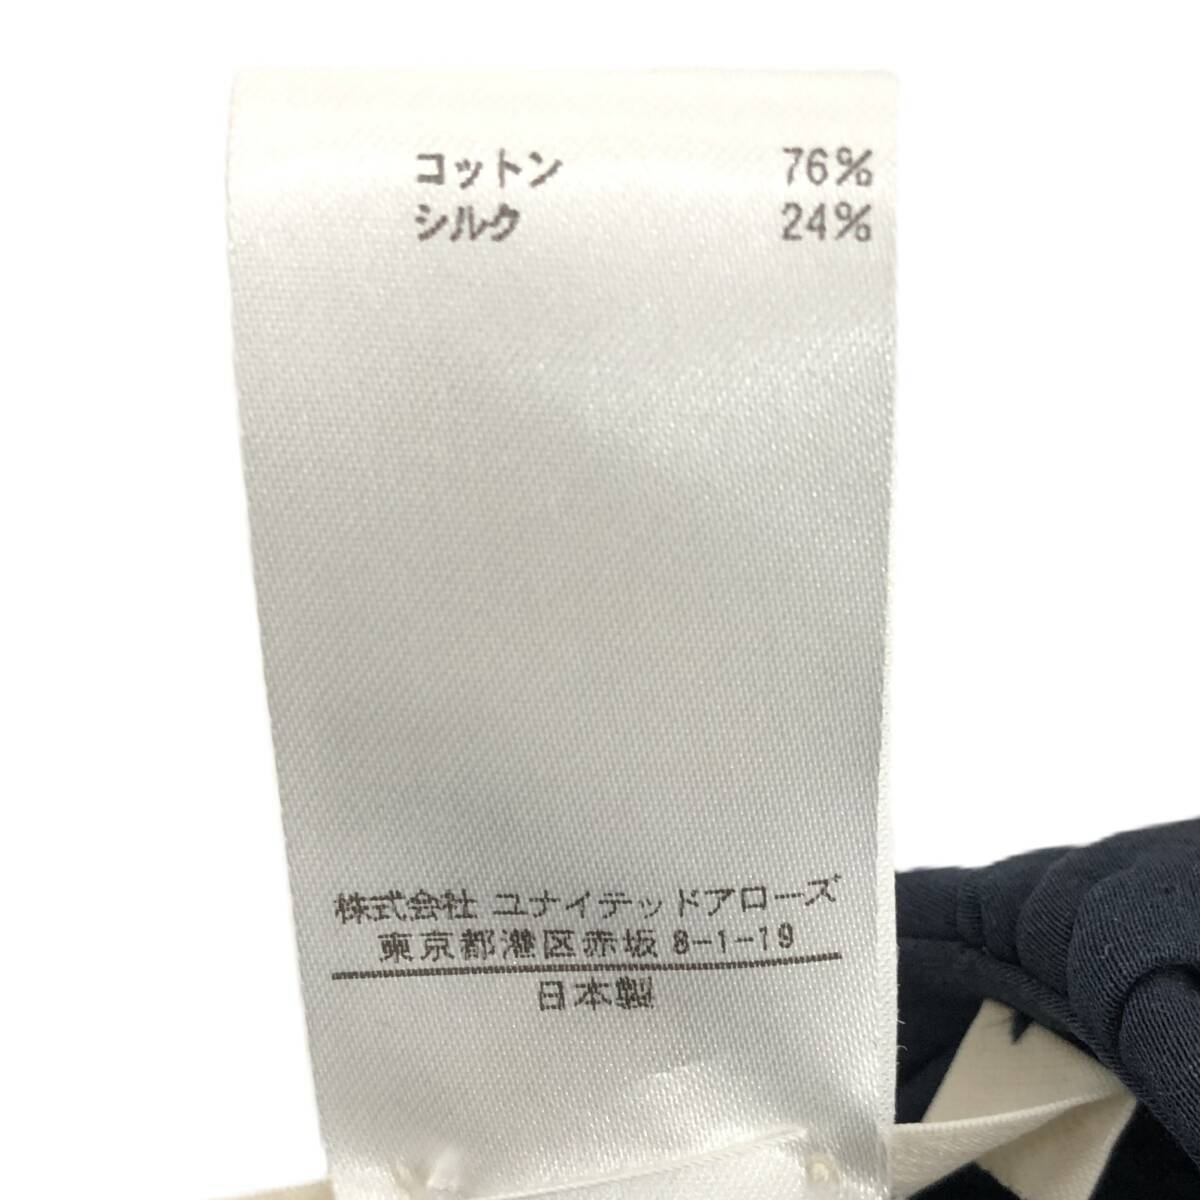 コットン 76%
シルク 24%
株式会社 ユナイテッドアローズ
東京都港区赤坂 8-1-19
日本製